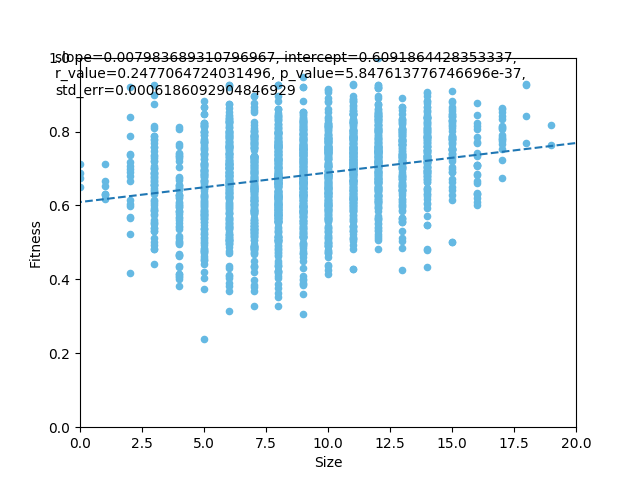 slope=0.007983689310796967, intercept=0.6091864428353337,
r_value=0.2477064724031496, p_value=5.847613776746696e-37,
std_err=0.0006186092904846929
1.0
0.8
0.6
0.4
0.2
0.0
Fitness
0.0 2.5 5.0 7.5 10.0 12.5 15.0 17.5 20.0
Size